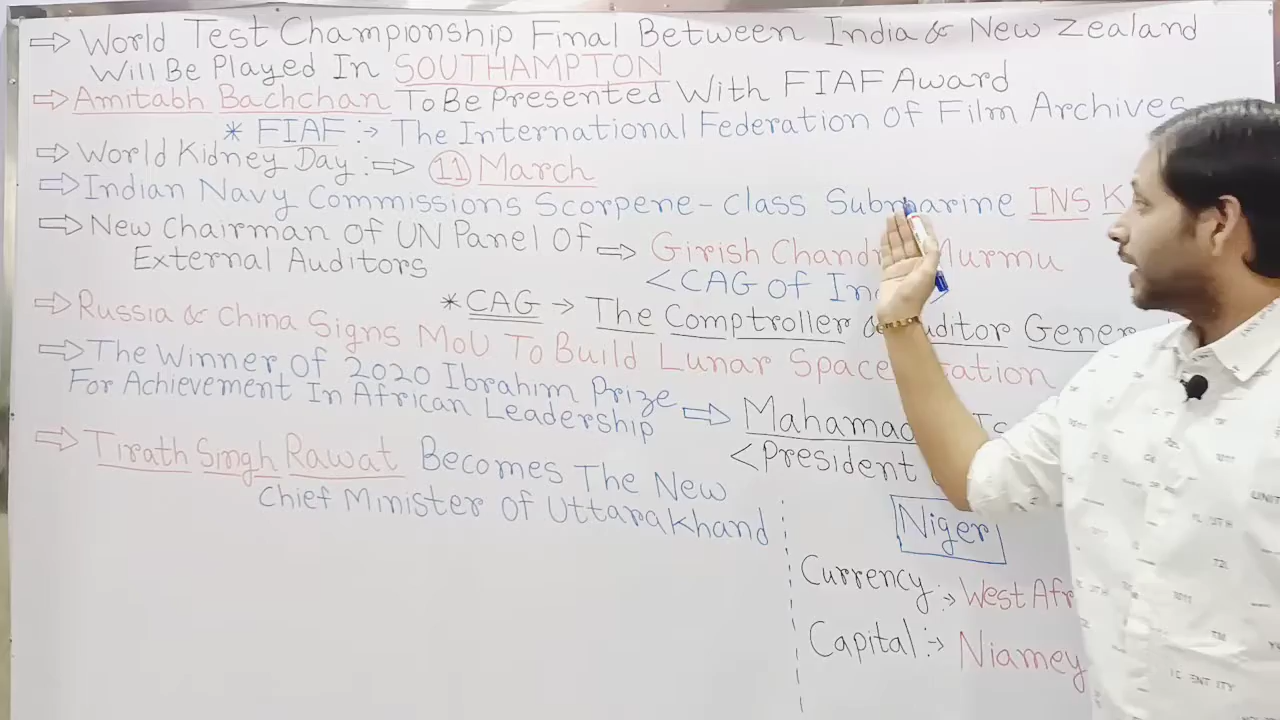 ⇒ World Test Championship Final Between India & New Zealand
Will Be Played In SOUTHAMPTON
⇒ Amitabh Bachchan To Be Presented With FIAF Award
* FIAF :→ The International Federation Of Film Archives
⇒ World Kidney Day :⇒ 11 March
⇒ Indian Navy Commissions Scorpene-class Submarine INS
⇒ New Chairman Of UN Panel Of
External Auditors ⇒ Girish Chandra Murmu
<CAG of
* CAG → The Comptroller & Auditor General
⇒ Russia & China Signs MoU To Build Lunar Space Station
⇒ The Winner Of 2020 Ibrahim Prize
For Achievement In African Leadership ⇒
<President
⇒ Tirath Singh Rawat Becomes The New
Chief Minister Of Uttarakhand
Niger
Currency :→ West
Capital :→ Niamey